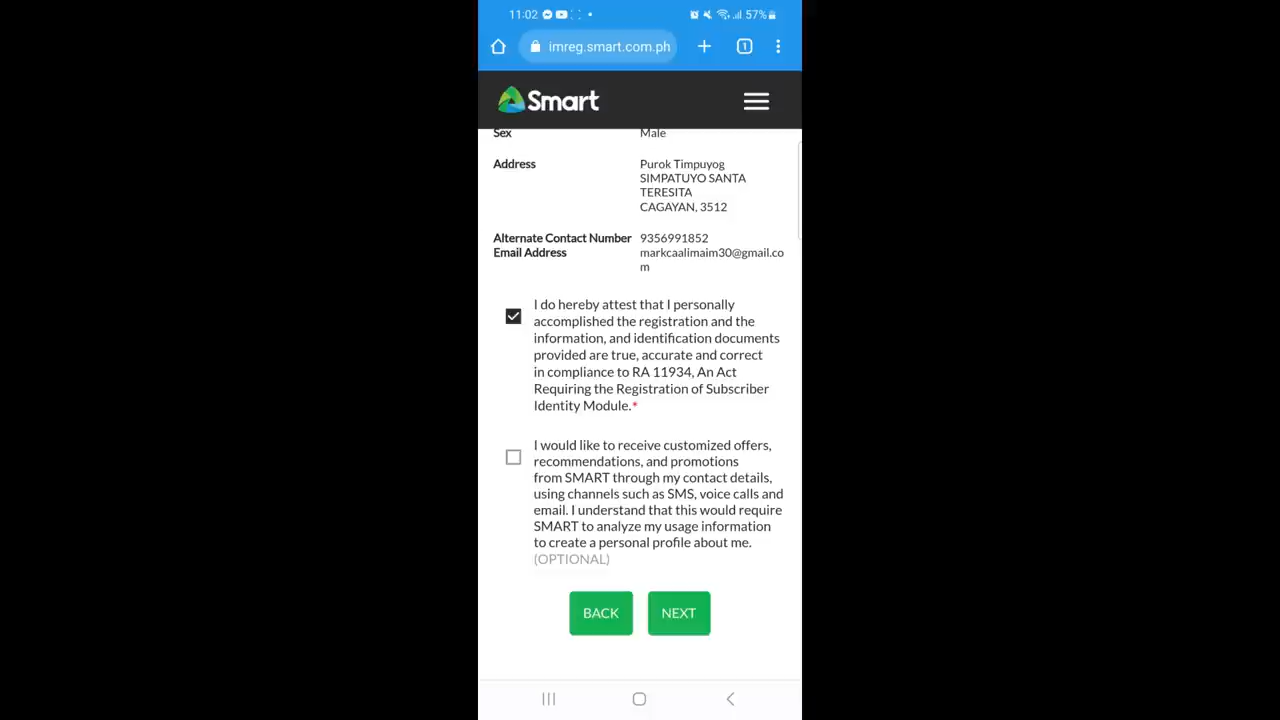 11:02
57%
imreg.smart.com.ph
1
Smart
Sex Male
Address Purok Timpuyog
SIMPATUYO SANTA
TERESITA
CAGAYAN, 3512
Alternate Contact Number 9356991852
Email Address markcaalimaim30@gmail.co
m
I do hereby attest that I personally
accomplished the registration and the
information, and identification documents
provided are true, accurate and correct
in compliance to RA 11934, An Act
Requiring the Registration of Subscriber
Identity Module.*
I would like to receive customized offers,
recommendations, and promotions
from SMART through my contact details,
using channels such as SMS, voice calls and
email. I understand that this would require
SMART to analyze my usage information
to create a personal profile about me.
(OPTIONAL)
BACK NEXT